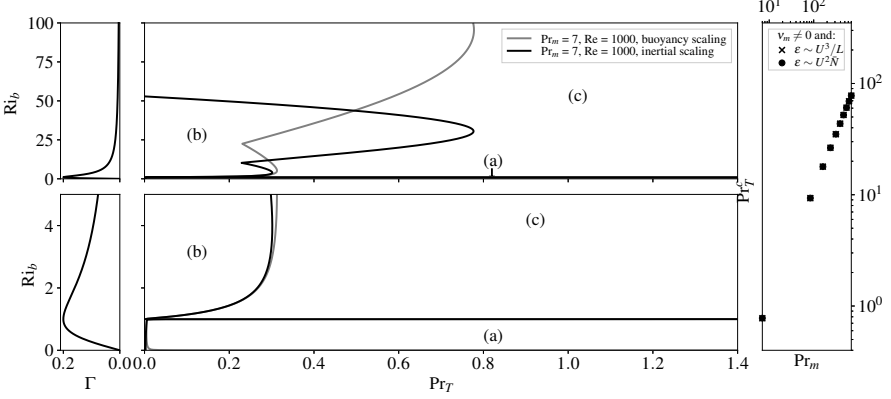 10¹ 10²
100
75
50
25
0
Ri_b
Pr_m = 7, Re = 1000, buoyancy scaling
Pr_m = 7, Re = 1000, inertial scaling
(c)
(b)
(a)
ν_m ≠ 0 and:
ε ∼ U³/L
ε ∼ U²N
10²
10¹
10⁰
4
2
0
Ri_b
(c)
(b)
(a)
0.2 0.0
Γ
0.0 0.2 0.4 0.6 0.8 1.0 1.2 1.4
Pr_T
Pr_m